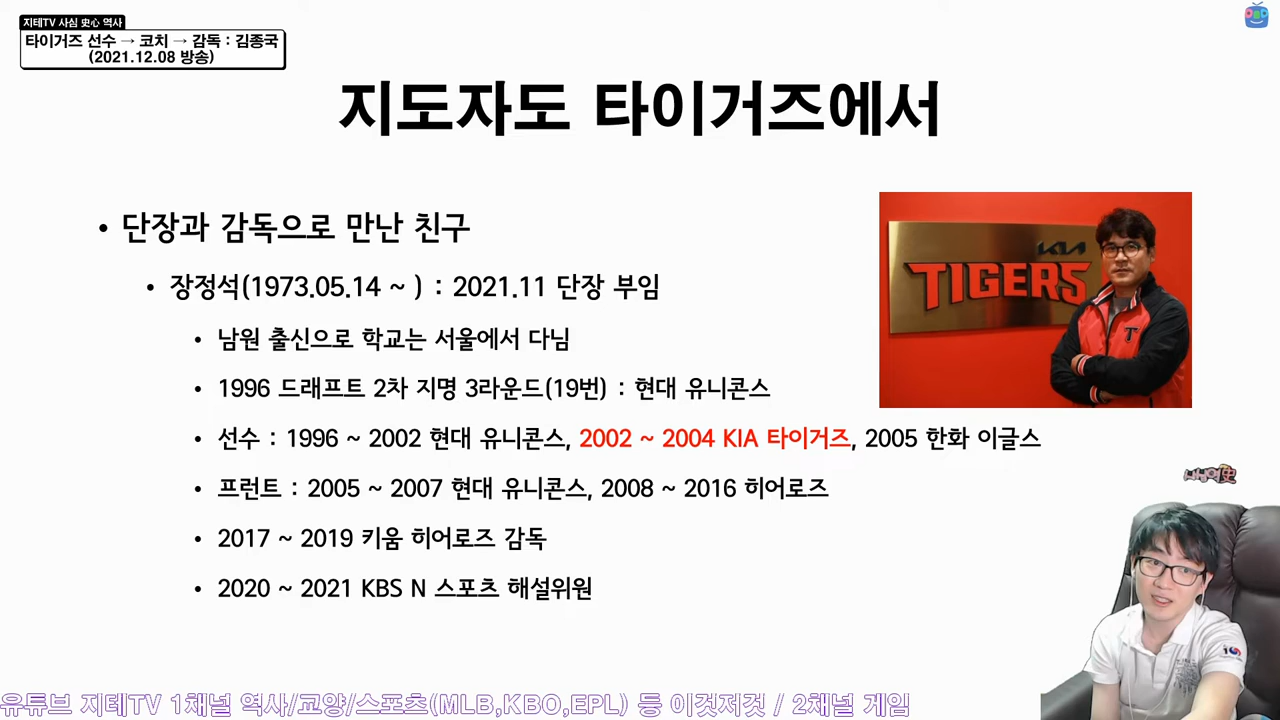 지테TV 사심 史心 역사
타이거즈 선수 → 코치 → 감독 : 김종국
(2021.12.08 방송)
지도자도 타이거즈에서
• 단장과 감독으로 만난 친구
• 장정석(1973.05.14 ~ ) : 2021.11 단장 부임
• 남원 출신으로 학교는 서울에서 다님
• 1996 드래프트 2차 지명 3라운드(19번) : 현대 유니콘스
• 선수 : 1996 ~ 2002 현대 유니콘스, 2002 ~ 2004 KIA 타이거즈, 2005 한화 이글스
• 프런트 : 2005 ~ 2007 현대 유니콘스, 2008 ~ 2016 히어로즈
• 2017 ~ 2019 키움 히어로즈 감독
• 2020 ~ 2021 KBS N 스포츠 해설위원
KIA
TIGERS
T
사심역史
유튜브 지테TV 1채널 역사/교양/스포츠(MLB,KBO,EPL) 등 이것저것 / 2채널 게임